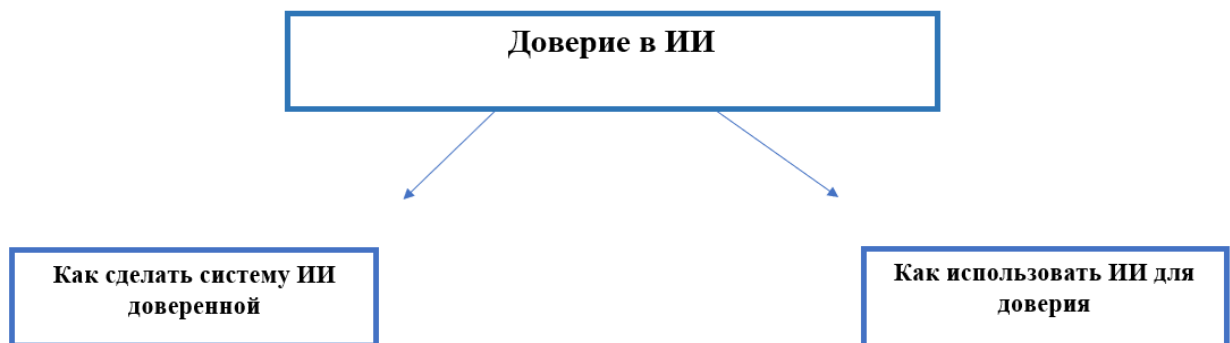 Доверие в ИИ
Как сделать систему ИИ
доверенной
Как использовать ИИ для
доверия